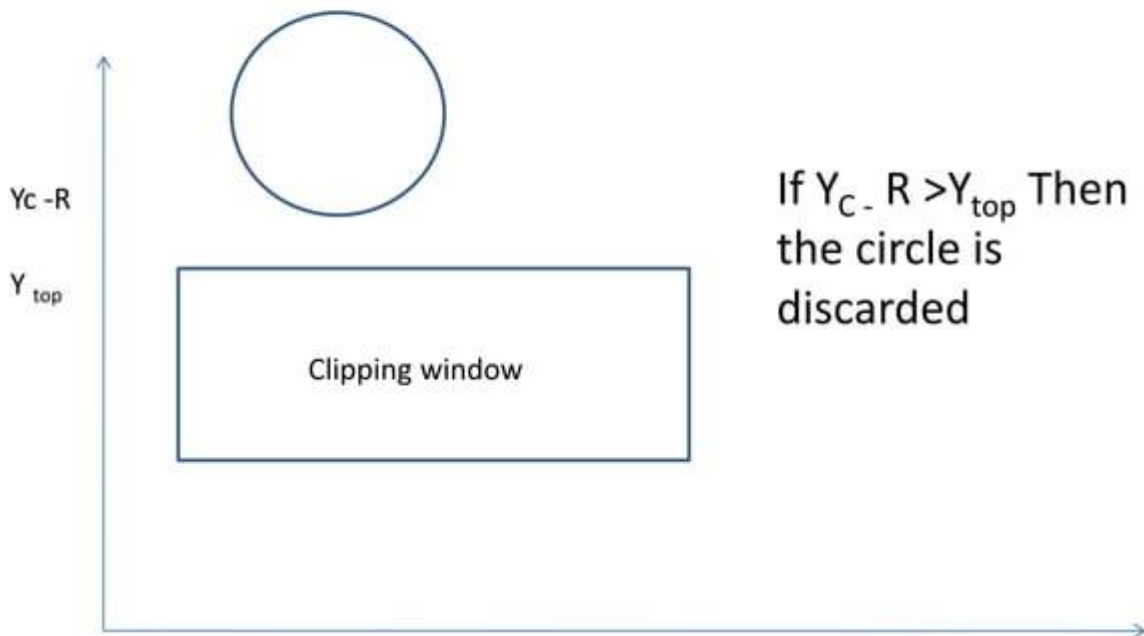 Yc -R
Y top
Clipping window
If YC - R >Ytop Then
the circle is
discarded